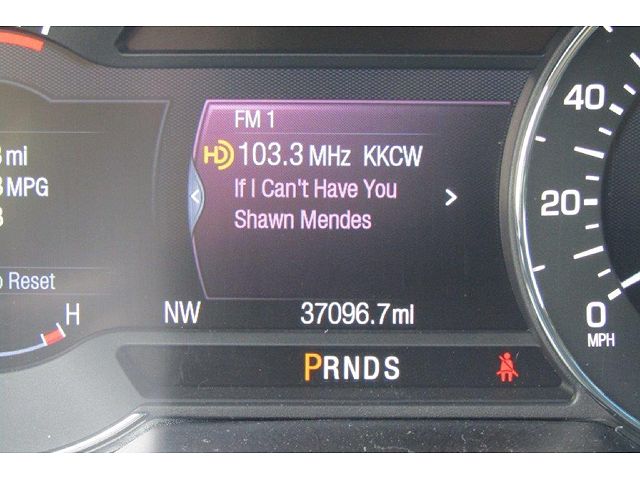 FM 1
HD 103.3 MHz KKCW
If I Can't Have You
Shawn Mendes
mi
MPG
Reset
H
NW
37096.7mi
PRNDS
40
20
0
MPH